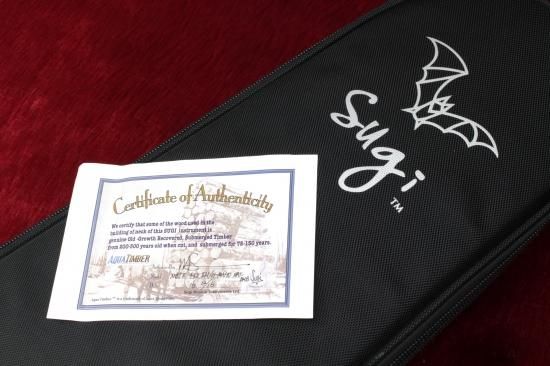 Sugi
TM
Certificate of Authenticity
We certify that some of the wood used in the
building of neck of this SUGI instrument is
genuine Old -Growth Recovered, Submerged Timber
from 200-500 years old when cut, and submerged for 75-150 years.
AQUATIMBER